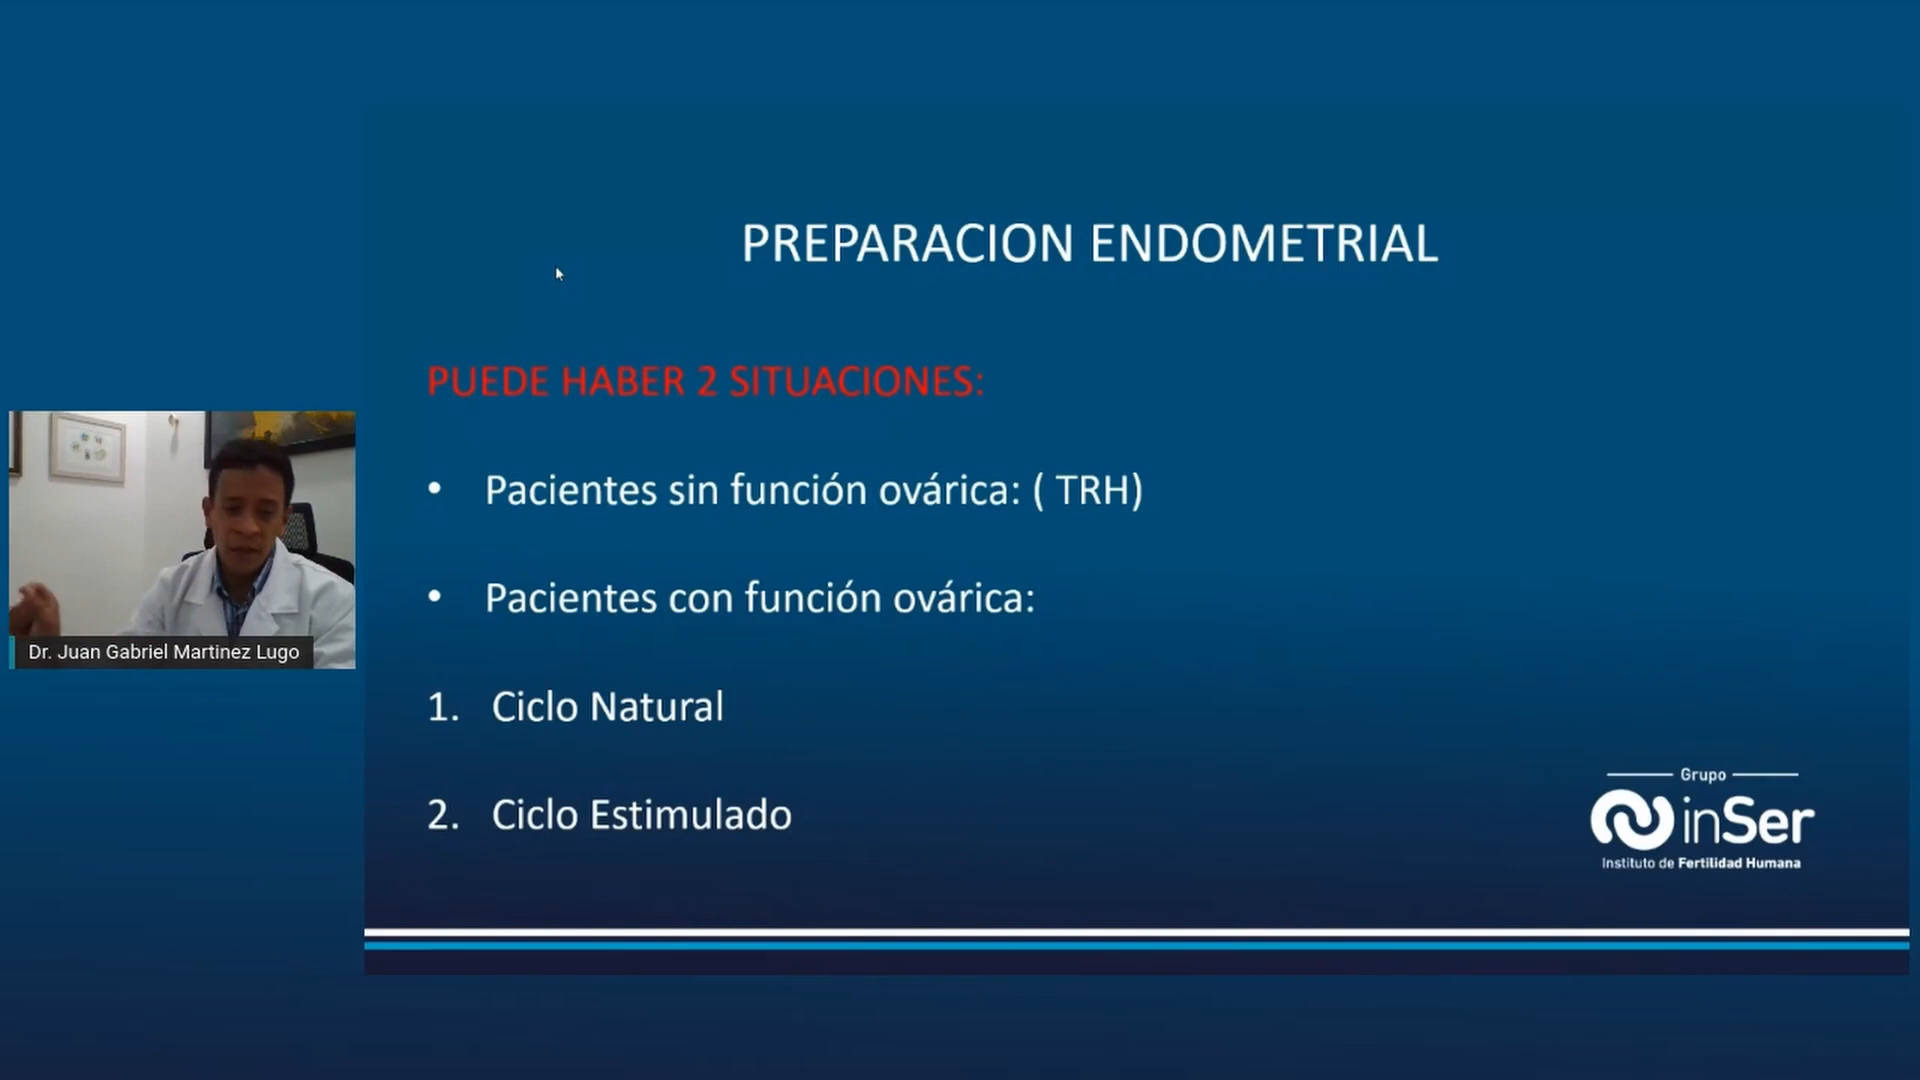 PREPARACION ENDOMETRIAL
PUEDE HABER 2 SITUACIONES:
• Pacientes sin función ovárica: ( TRH)
• Pacientes con función ovárica:
1. Ciclo Natural
2. Ciclo Estimulado
Dr. Juan Gabriel Martinez Lugo
Grupo
inSer
Instituto de Fertilidad Humana